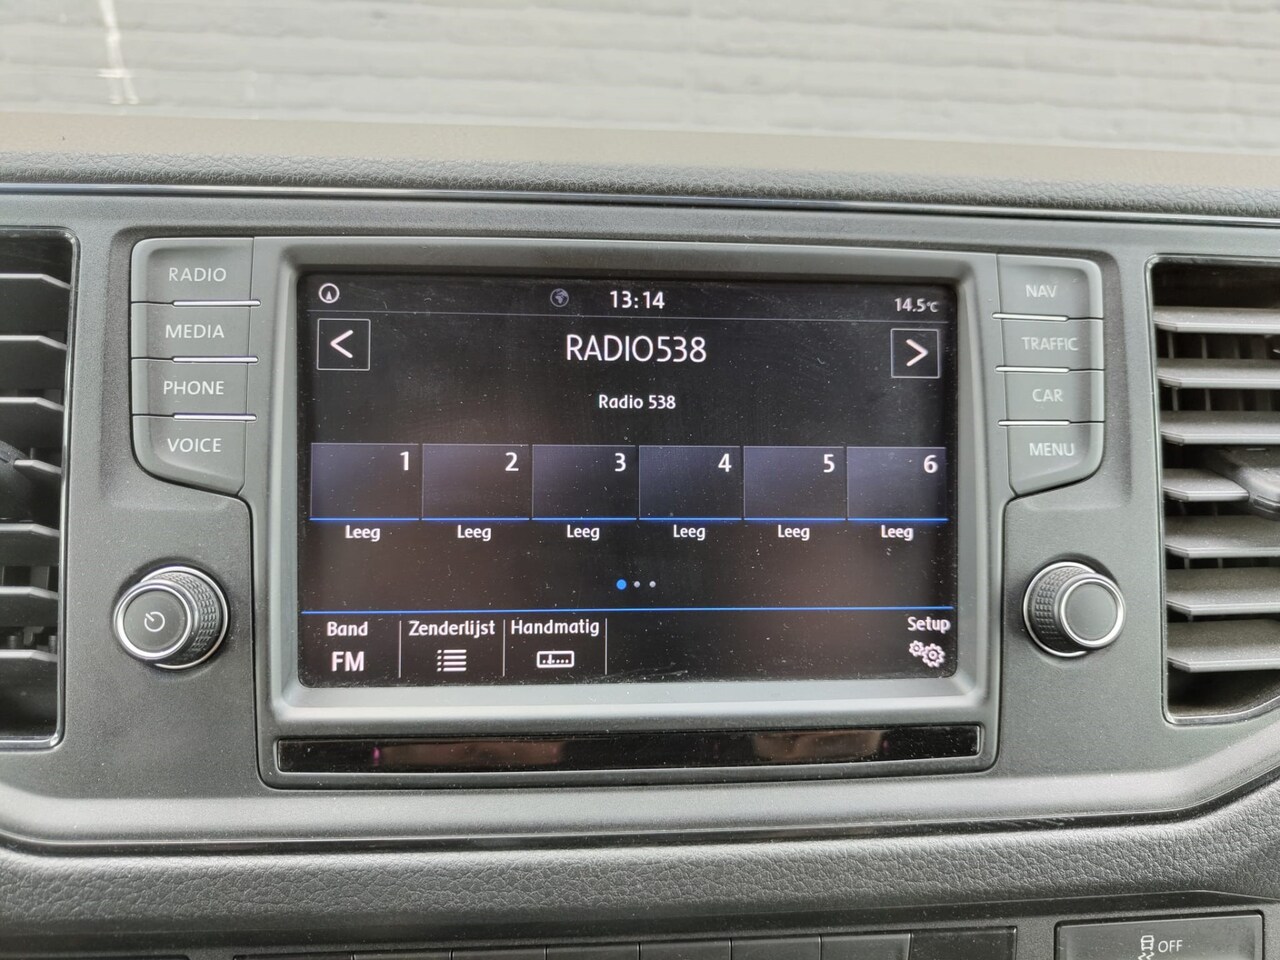 RADIO
MEDIA
PHONE
VOICE
13:14
14.5°C
RADIO538
Radio 538
1 2 3 4 5 6
Leeg Leeg Leeg Leeg Leeg Leeg
Band Zenderlijst Handmatig Setup
FM
NAV
TRAFFIC
CAR
MENU
OFF